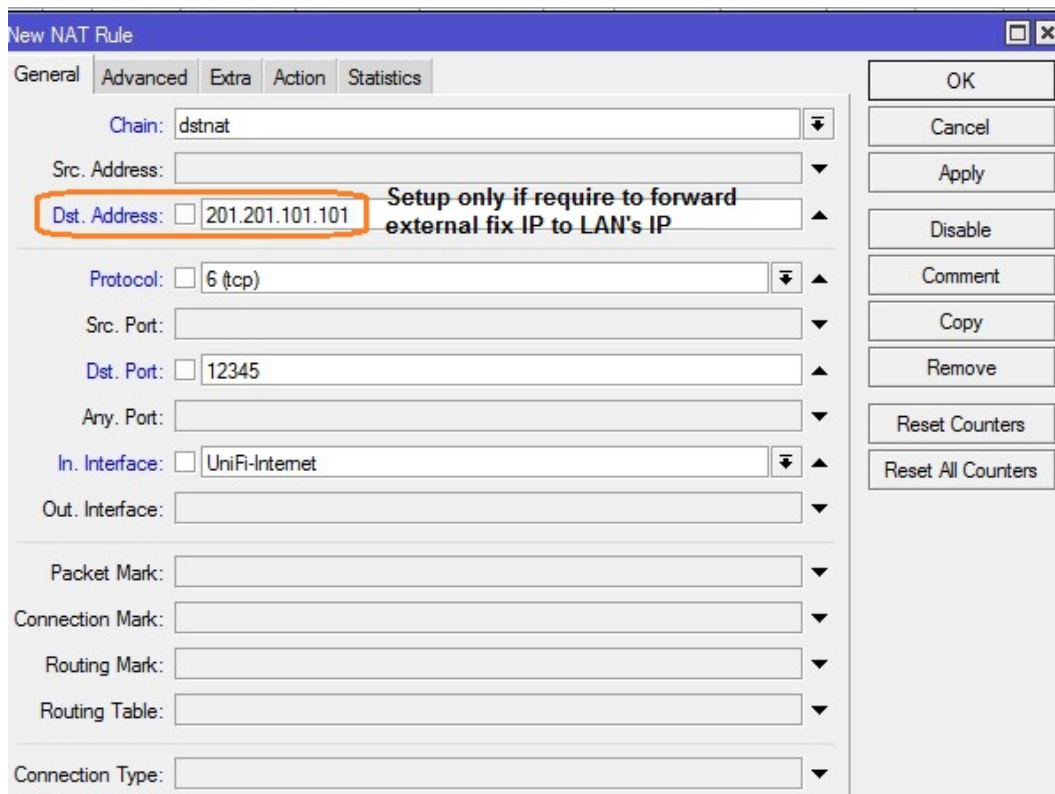 New NAT Rule
General Advanced Extra Action Statistics
Chain: dstnat
Src. Address:
Dst. Address: 201.201.101.101
Setup only if require to forward
external fix IP to LAN's IP
Protocol: 6 (tcp)
Src. Port:
Dst. Port: 12345
Any. Port:
In. Interface: UniFi-Internet
Out. Interface:
Packet Mark:
Connection Mark:
Routing Mark:
Routing Table:
Connection Type:
OK
Cancel
Apply
Disable
Comment
Copy
Remove
Reset Counters
Reset All Counters